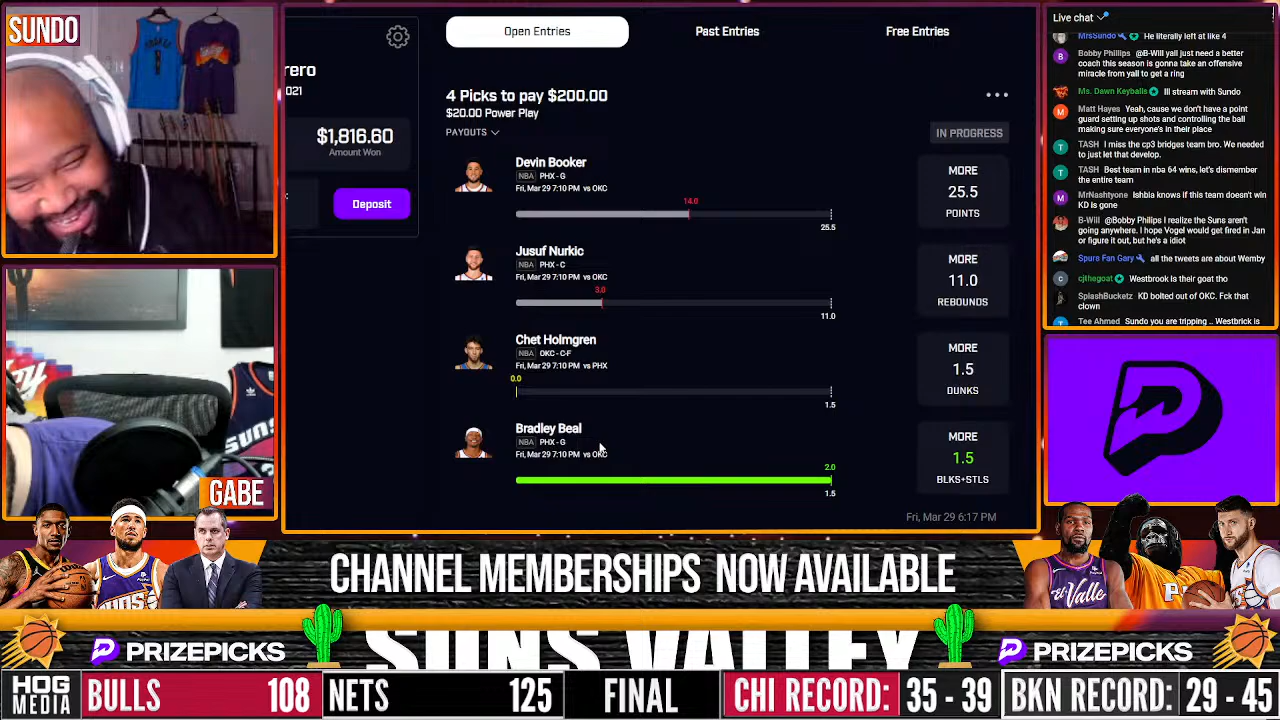 SUNDO
rero
021
$1,816.60
Amount Won
Deposit
Open Entries
Past Entries
Free Entries
4 Picks to pay $200.00
$20.00 Power Play
PAYOUTS
IN PROGRESS
Devin Booker
NBA PHX - G
Fri, Mar 29 7:10 PM vs OKC
14.0
25.5
MORE
25.5
POINTS
Jusuf Nurkic
NBA PHX - C
Fri, Mar 29 7:10 PM vs OKC
3.0
11.0
MORE
11.0
REBOUNDS
Chet Holmgren
NBA OKC - C-F
Fri, Mar 29 7:10 PM vs PHX
0.0
1.5
MORE
1.5
DUNKS
Bradley Beal
NBA PHX - G
Fri, Mar 29 7:10 PM vs OKC
2.0
1.5
MORE
1.5
BLKS+STLS
Fri, Mar 29 6:17 PM
Live chat
MrsSundo He literally left at like 4
Bobby Phillips @B-Will yall just need a better
coach this season is gonna take an offensive
miracle from yall to get a ring
Ms. Dawn Keyballs Ill stream with Sundo
Matt Hayes Yeah, cause we don't have a point
guard setting up shots and controlling the ball
making sure everyone in their place
TASH I miss the cp3 bridges team bro. We needed
to just let that develop.
TASH Best team in nba 64 wins, let's dismember
the entire team
MrNashtyone Ishbia knows if this team doesn't win
KD is gone
B-Will @Bobby Philips I realize the Suns aren't
going anywhere. I hope Vogel would get fired in Jan
or figure it out, but he's a idiot
Spurs Fan Gary all the tweets are about Wemby
cjthegoat Westbrook is their goat tho
SplashBucketz KD bolted out of OKC. Fck that
clown
Tee Ahmed Sundo you are tripping .. Westbrick is
GABE
SUNS
CHANNEL MEMBERSHIPS NOW AVAILABLE
SUNS VALLEY
PRIZEPICKS
PRIZEPICKS
HOG
MEDIA
BULLS 108
NETS 125
FINAL
CHI RECORD: 35 - 39
BKN RECORD: 29 - 45